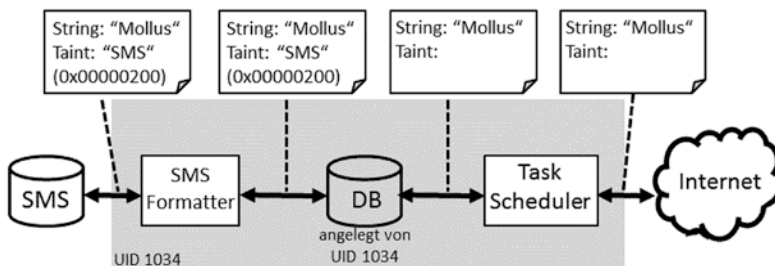 String: “Mollus“
Taint: “SMS“
(0x00000200)
String: “Mollus“
Taint: “SMS“
(0x00000200)
String: “Mollus“
Taint:
String: “Mollus“
Taint:
SMS
SMS
Formatter
DB
angelegt von
UID 1034
Task
Scheduler
Internet
UID 1034